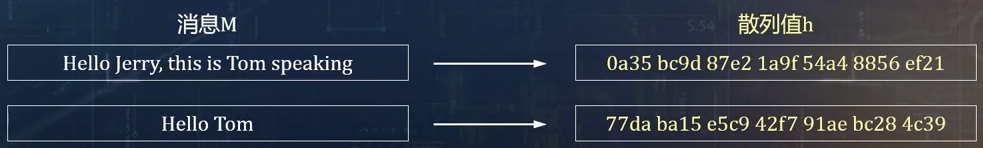 消息M
散列值h
Hello Jerry, this is Tom speaking
0a35 bc9d 87e2 1a9f 54a4 8856 ef21
Hello Tom
77da ba15 e5c9 42f7 91ae bc28 4c39